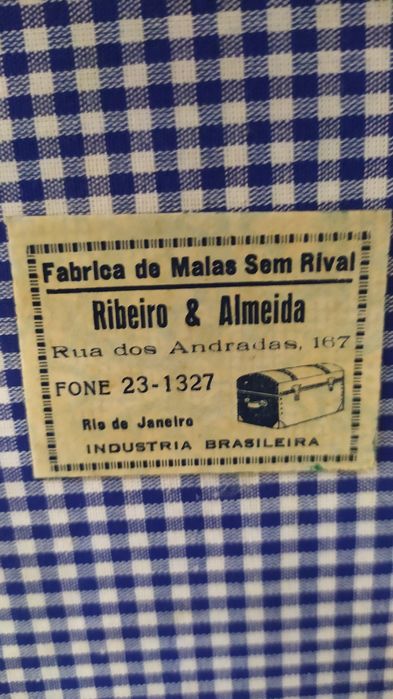 Fabrica de Malas Sem Rival
Ribeiro & Almeida
Rua dos Andradas, 167
FONE 23-1327
Rio de Janeiro
INDUSTRIA BRASILEIRA